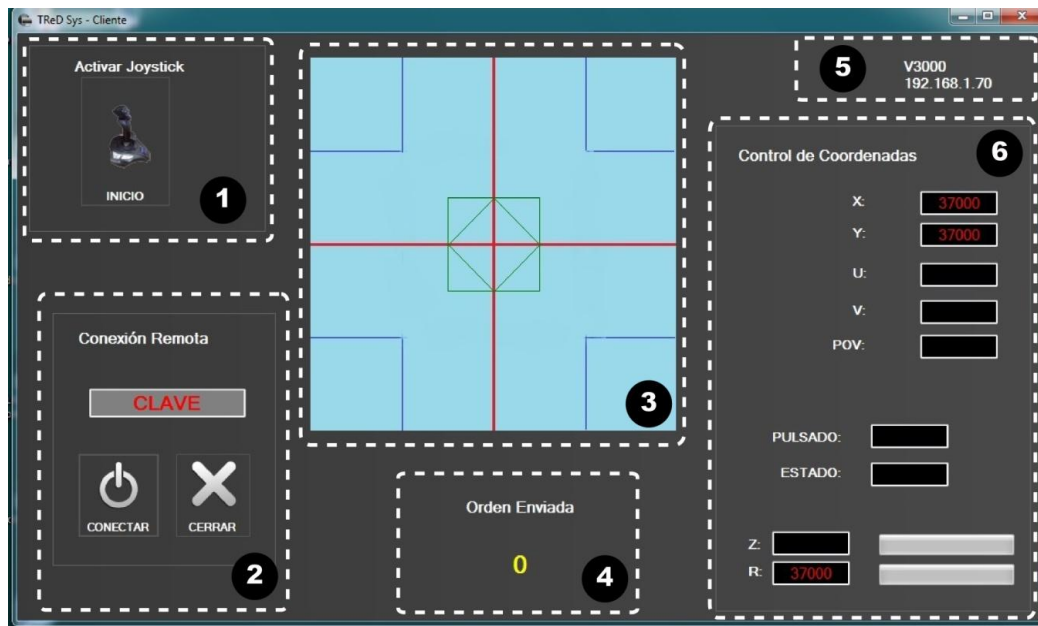 TReD Sys - Cliente
Activar Joystick
INICIO
1
Conexión Remota
CLAVE
CONECTAR
CERRAR
2
3
Orden Enviada
0
4
5
V3000
192.168.1.70
6
Control de Coordenadas
X: 37000
Y: 37000
U:
V:
POV:
PULSADO:
ESTADO:
Z:
R: 37000